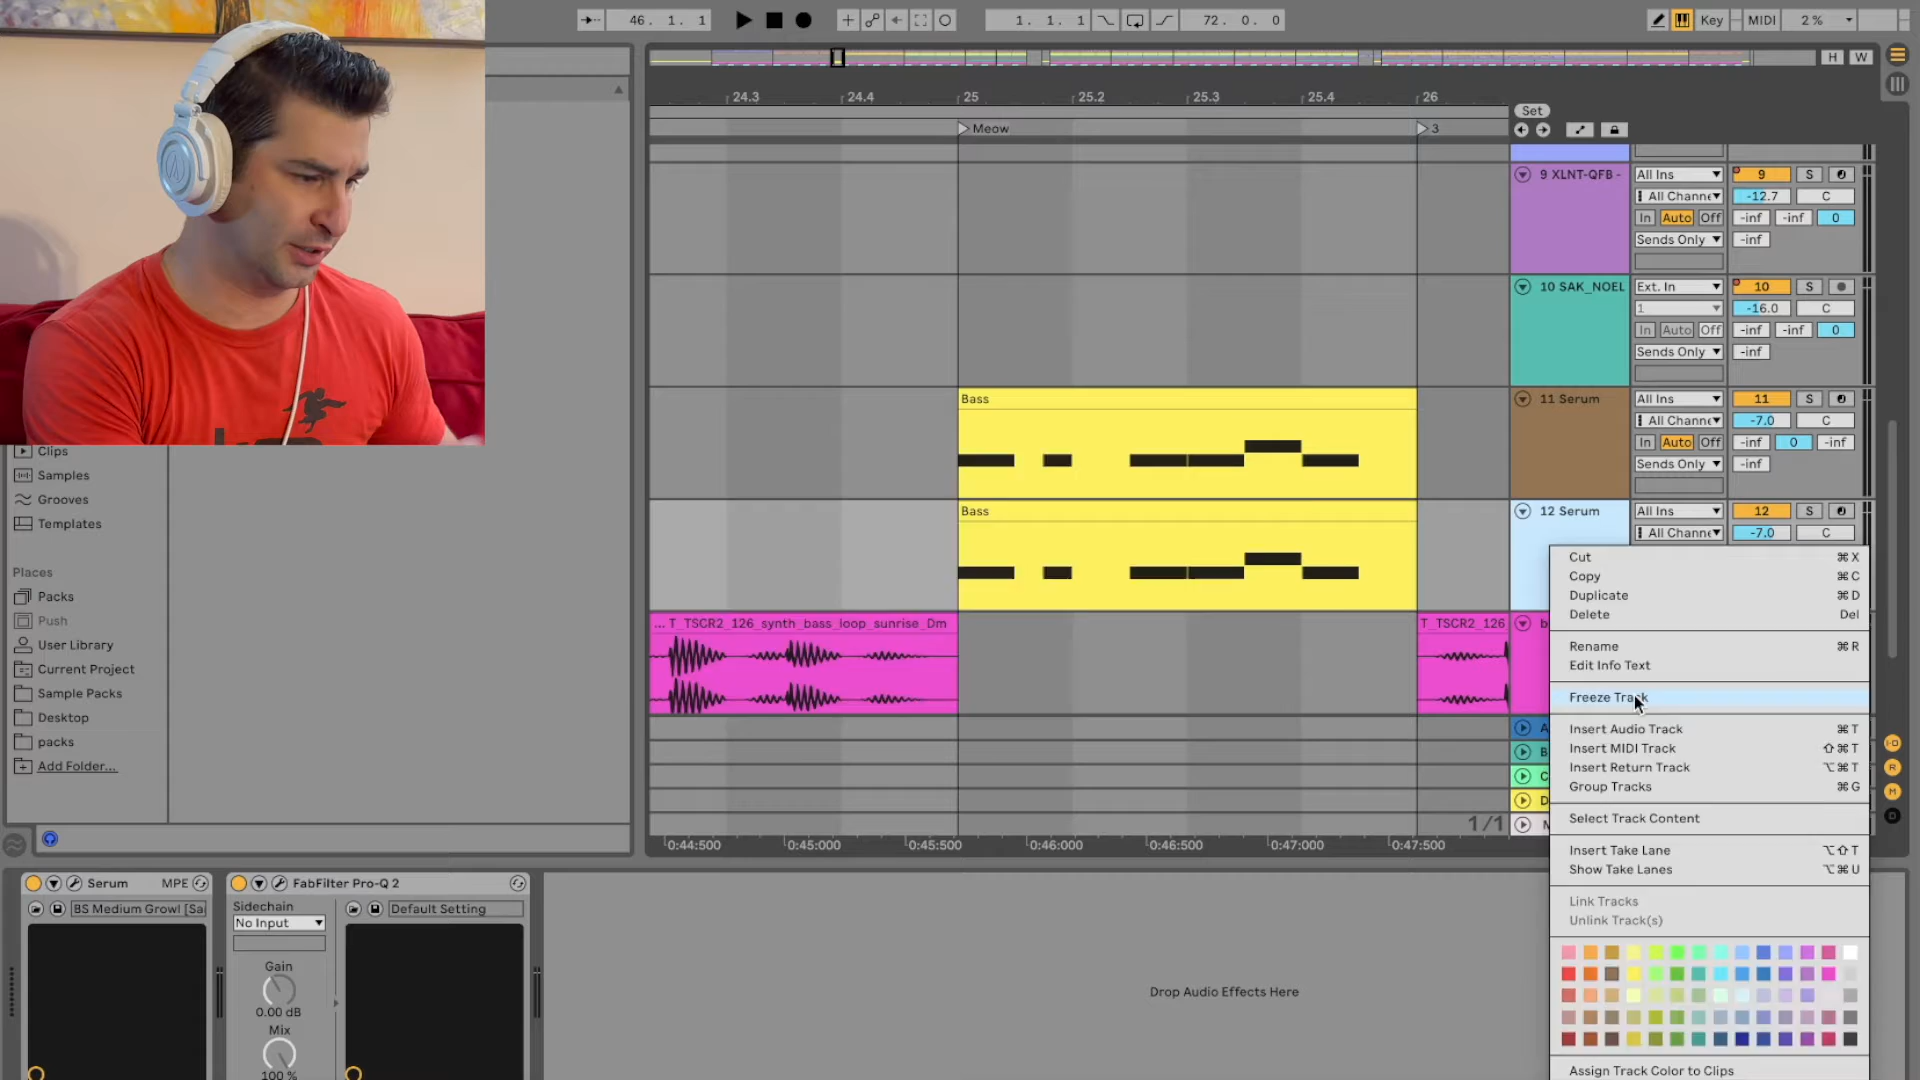 46. 1. 1
1. 1. 1
72. 0. 0
Key
MIDI
2 %
H
W
24.3
24.4
25
25.2
25.3
25.4
26
Set
Meow
3
9 XLNT-QFB -
All Ins
9
S
All Channe
-12.7
C
In
Auto
Off
-inf
-inf
0
Sends Only
-inf
10 SAK_NOEL
Ext. In
10
S
1
-16.0
C
In
Auto
Off
-inf
-inf
0
Sends Only
-inf
Bass
11 Serum
All Ins
11
S
All Channe
-7.0
C
In
Auto
Off
-inf
0
-inf
Sends Only
-inf
Bass
12 Serum
All Ins
12
S
All Channe
-7.0
C
Clips
Samples
Grooves
Templates
Places
Packs
Push
User Library
Current Project
Sample Packs
Desktop
packs
Add Folder...
... T_TSCR2_126_synth_bass_loop_sunrise_Dm
T_TSCR2_126
b
A
B
C
D
1/1
0:44:500
0:45:000
0:45:500
0:46:000
0:46:500
0:47:000
0:47:500
Cut ⌘ X
Copy ⌘ C
Duplicate ⌘ D
Delete Del
Rename ⌘ R
Edit Info Text
Freeze Track
Insert Audio Track ⌘ T
Insert MIDI Track ⇧ ⌘ T
Insert Return Track ⌥ ⌘ T
Group Tracks ⌘ G
Select Track Content
Insert Take Lane ⌥ ⇧ T
Show Take Lanes ⌥ ⌘ U
Link Tracks
Unlink Track(s)
Assign Track Color to Clips
I-O
R
M
D
Serum
MPE
BS Medium Growl [Sa
FabFilter Pro-Q 2
Sidechain
No Input
Default Setting
Gain
0.00 dB
Mix
100 %
Drop Audio Effects Here